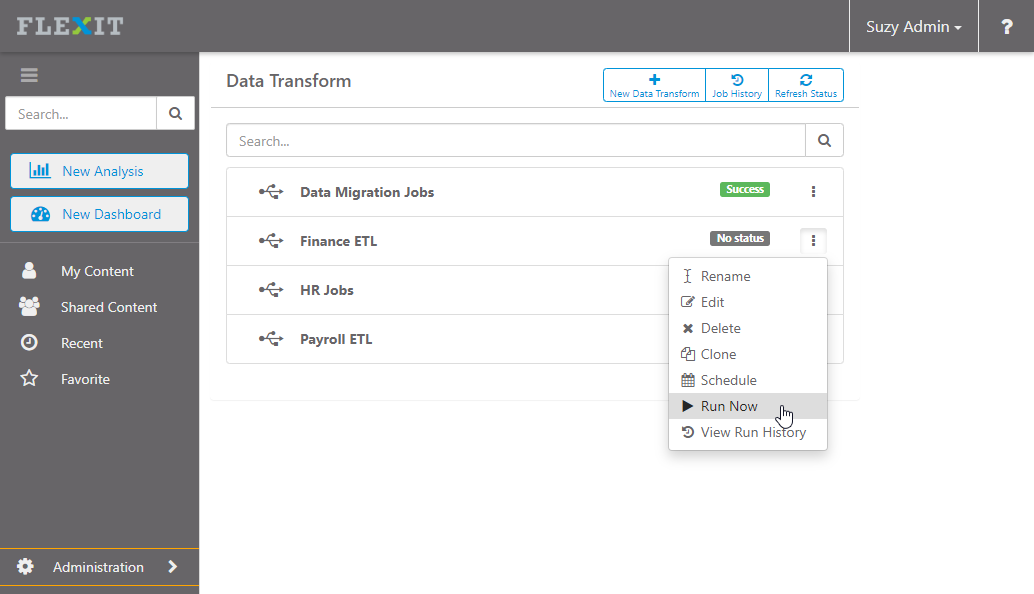 FLEXIT
Suzy Admin
?
Search...
New Analysis
New Dashboard
My Content
Shared Content
Recent
Favorite
Administration
Data Transform
New Data Transform
Job History
Refresh Status
Search...
Data Migration Jobs
Success
Finance ETL
No status
HR Jobs
Payroll ETL
Rename
Edit
Delete
Clone
Schedule
Run Now
View Run History